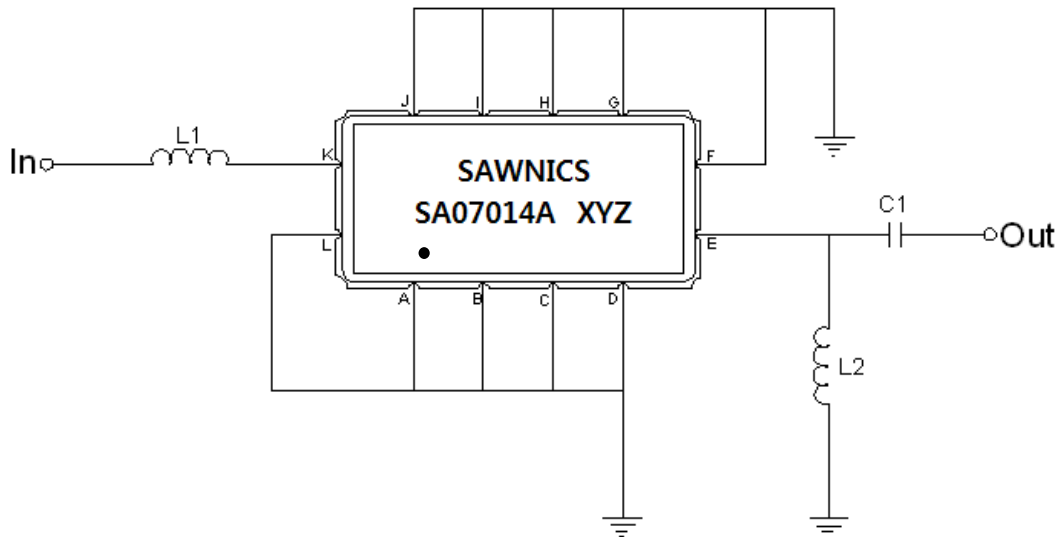 J I H G
In L1 K F
SAWNICS
SA07014A XYZ
C1
L E Out
A B C D
L2